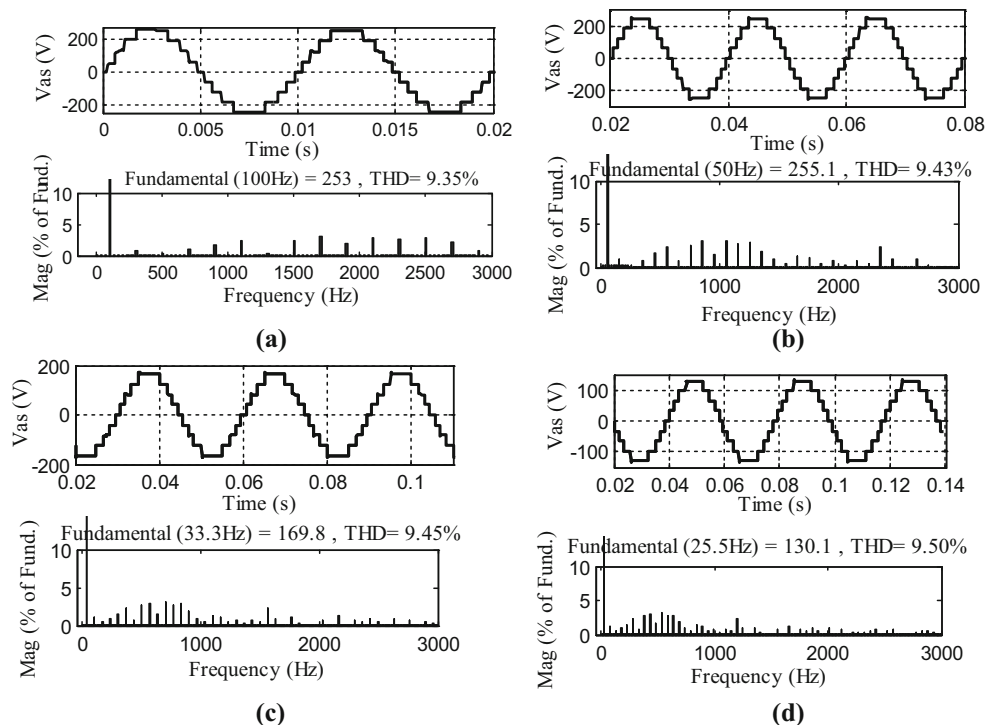 (a)
Vas (V)
200
0
-200
0 0.005 0.01 0.015 0.02
Time (s)
Fundamental (100Hz) = 253 , THD= 9.35%
Mag (% of Fund.)
10
5
0
0 500 1000 1500 2000 2500 3000
Frequency (Hz)
(a)
(b)
Vas (V)
200
0
-200
0.02 0.04 0.06 0.08
Time (s)
Fundamental (50Hz) = 255.1 , THD= 9.43%
Mag (% of Fund.)
10
5
0
0 1000 2000 3000
Frequency (Hz)
(b)
Vas (V)
200
0
-200
0.02 0.04 0.06 0.08 0.1
Time (s)
Fundamental (33.3Hz) = 169.8 , THD= 9.45%
Mag (% of Fund.)
10
5
0
0 1000 2000 3000
Frequency (Hz)
(c)
(d)
Vas (V)
100
0
-100
0.02 0.04 0.06 0.08 0.1 0.12 0.14
Time (s)
Fundamental (25.5Hz) = 130.1 , THD= 9.50%
Mag (% of Fund.)
10
5
0
0 1000 2000 3000
Frequency (Hz)
(d)